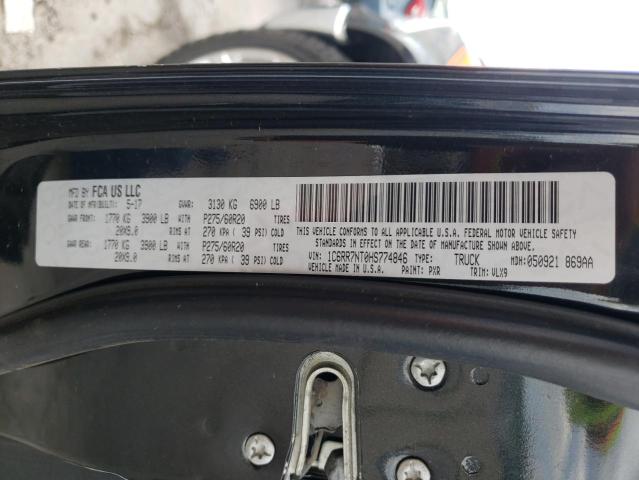 MFD BY FCA US LLC
DATE OF MFR(BUILT): 5-17 GVWR: 3130 KG 6900 LB
GAWR FRONT: 1770 KG 3900 LB WITH P275/60R20 TIRES
20X9.0 RIMS AT 270 KPA ( 39 PSI) COLD
GAWR REAR: 1770 KG 3900 LB WITH P275/60R20 TIRES
20X9.0 RIMS AT 270 KPA ( 39 PSI) COLD
THIS VEHICLE CONFORMS TO ALL APPLICABLE U.S.A. FEDERAL MOTOR VEHICLE SAFETY
STANDARDS IN EFFECT ON THE DATE OF MANUFACTURE SHOWN ABOVE.
VIN: 1C6RR7NT0HS774846 TYPE: TRUCK MDH:050921 869AA
VEHICLE MADE IN U.S.A. PAINT: PXR TRIM: VLX9